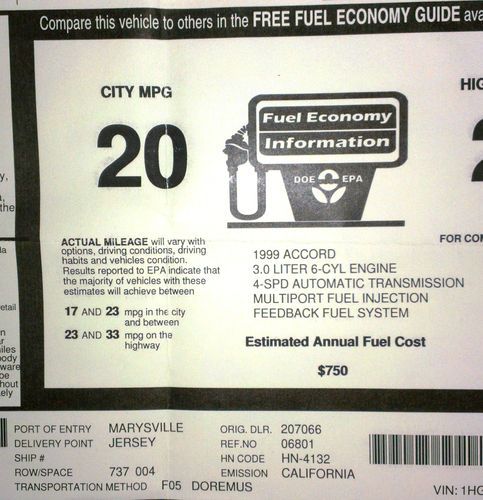 Compare this vehicle to others in the FREE FUEL ECONOMY GUIDE ava
CITY MPG
20
Fuel Economy
Information
DOE EPA
HIG
2
ACTUAL MILEAGE will vary with
options, driving conditions, driving
habits and vehicles condition.
Results reported to EPA indicate that
the majority of vehicles with these
estimates will achieve between
17 AND 23 mpg in the city
and between
23 AND 33 mpg on the
highway
FOR COM
1999 ACCORD
3.0 LITER 6-CYL ENGINE
4-SPD AUTOMATIC TRANSMISSION
MULTIPORT FUEL INJECTION
FEEDBACK FUEL SYSTEM
Estimated Annual Fuel Cost
$750
PORT OF ENTRY MARYSVILLE
DELIVERY POINT JERSEY
SHIP #
ROW/SPACE 737 004
TRANSPORTATION METHOD F05 DOREMUS
ORIG. DLR. 207066
REF.NO 06801
HN CODE HN-4132
EMISSION CALIFORNIA
VIN: 1HG